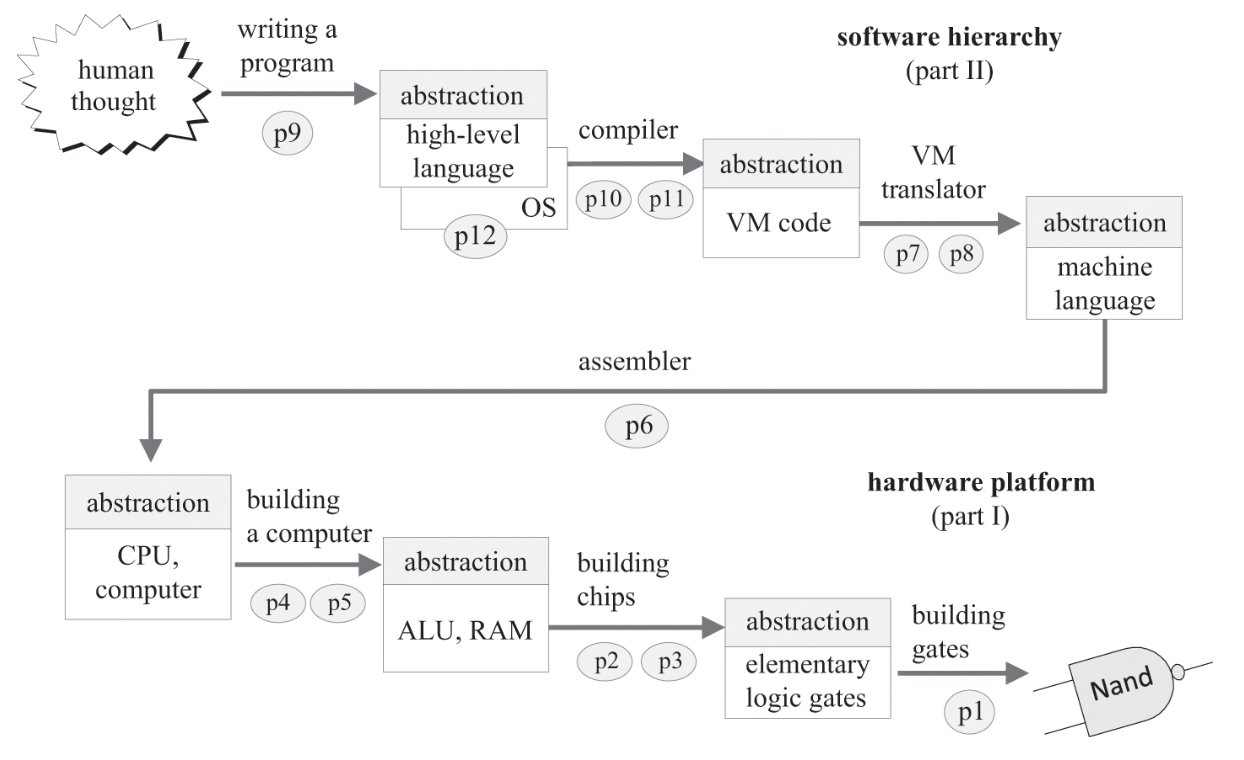 human
thought
writing a
program
p9
software hierarchy
(part II)
abstraction
high-level
language
OS
p12
compiler
p10 p11
abstraction
VM code
VM
translator
p7 p8
abstraction
machine
language
assembler
p6
hardware platform
(part I)
abstraction
CPU,
computer
building
a computer
p4 p5
abstraction
ALU, RAM
building
chips
p2 p3
abstraction
elementary
logic gates
building
gates
p1
Nand